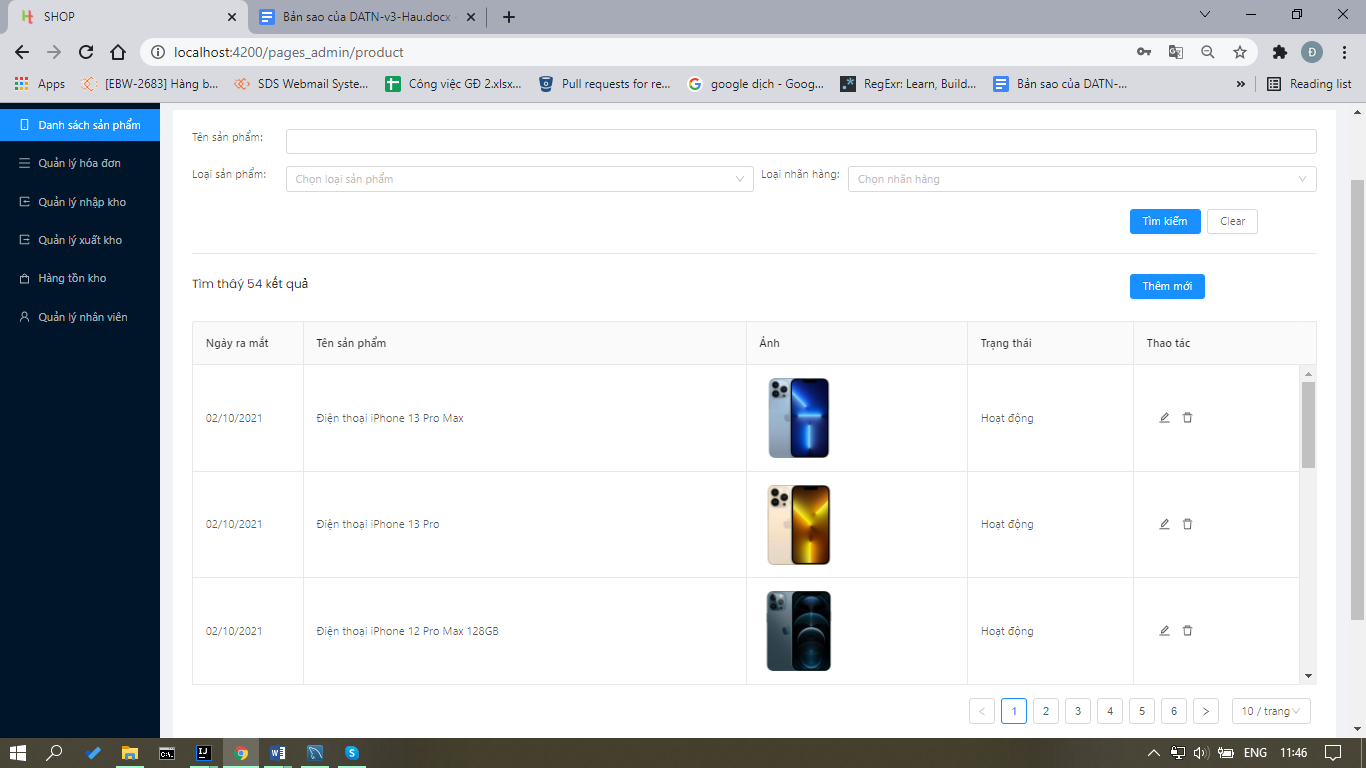 SHOP
Bản sao của DATN-v3-Hau.docx
localhost:4200/pages_admin/product
Đ
Apps
[EBW-2683] Hàng b...
SDS Webmail Syste...
Công việc GĐ 2.xlsx...
Pull requests for re...
google dịch - Goog...
RegExr: Learn, Build...
Bản sao của DATN-...
»
Reading list
Danh sách sản phẩm
Quản lý hóa đơn
Quản lý nhập kho
Quản lý xuất kho
Hàng tồn kho
Quản lý nhân viên
Tên sản phẩm:
Loại sản phẩm:
Chọn loại sản phẩm
Loại nhãn hàng:
Chọn nhãn hàng
Tìm kiếm
Clear
Tìm thấy 54 kết quả
Thêm mới
Ngày ra mắt
Tên sản phẩm
Ảnh
Trạng thái
Thao tác
02/10/2021
Điện thoại iPhone 13 Pro Max
Hoạt động
02/10/2021
Điện thoại iPhone 13 Pro
Hoạt động
02/10/2021
Điện thoại iPhone 12 Pro Max 128GB
Hoạt động
< 1 2 3 4 5 6 >
10 / trang
ENG
11:46